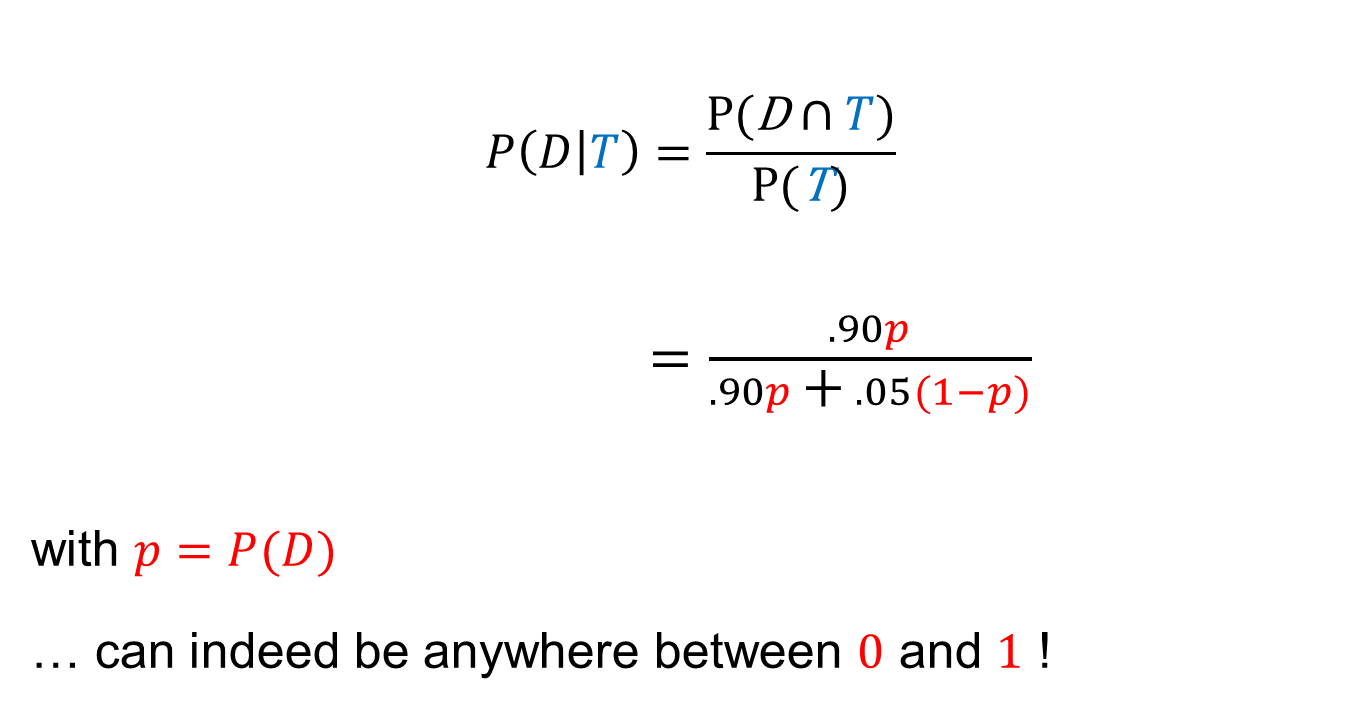 P(D|T) = P(D∩T) / P(T)
= .90p / .90p + .05(1−p)
with p = P(D)
… can indeed be anywhere between 0 and 1 !